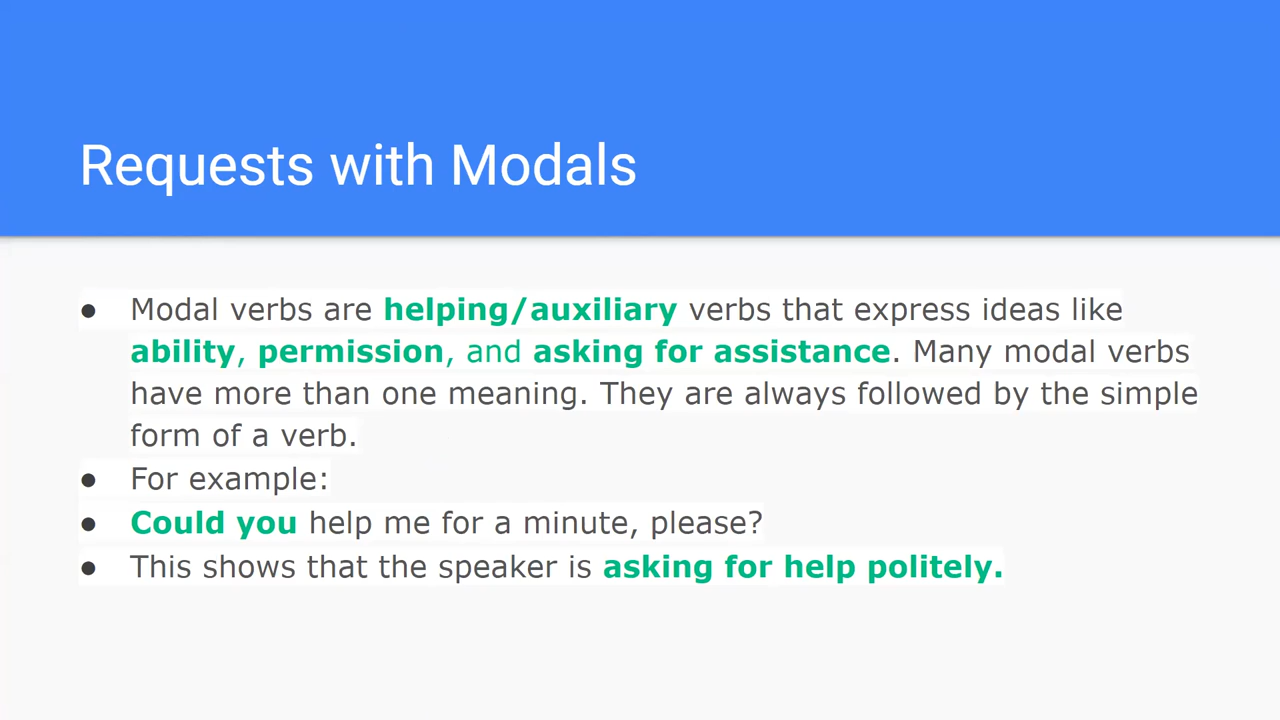 Requests with Modals
● Modal verbs are helping/auxiliary verbs that express ideas like
ability, permission, and asking for assistance. Many modal verbs
have more than one meaning. They are always followed by the simple
form of a verb.
● For example:
● Could you help me for a minute, please?
● This shows that the speaker is asking for help politely.